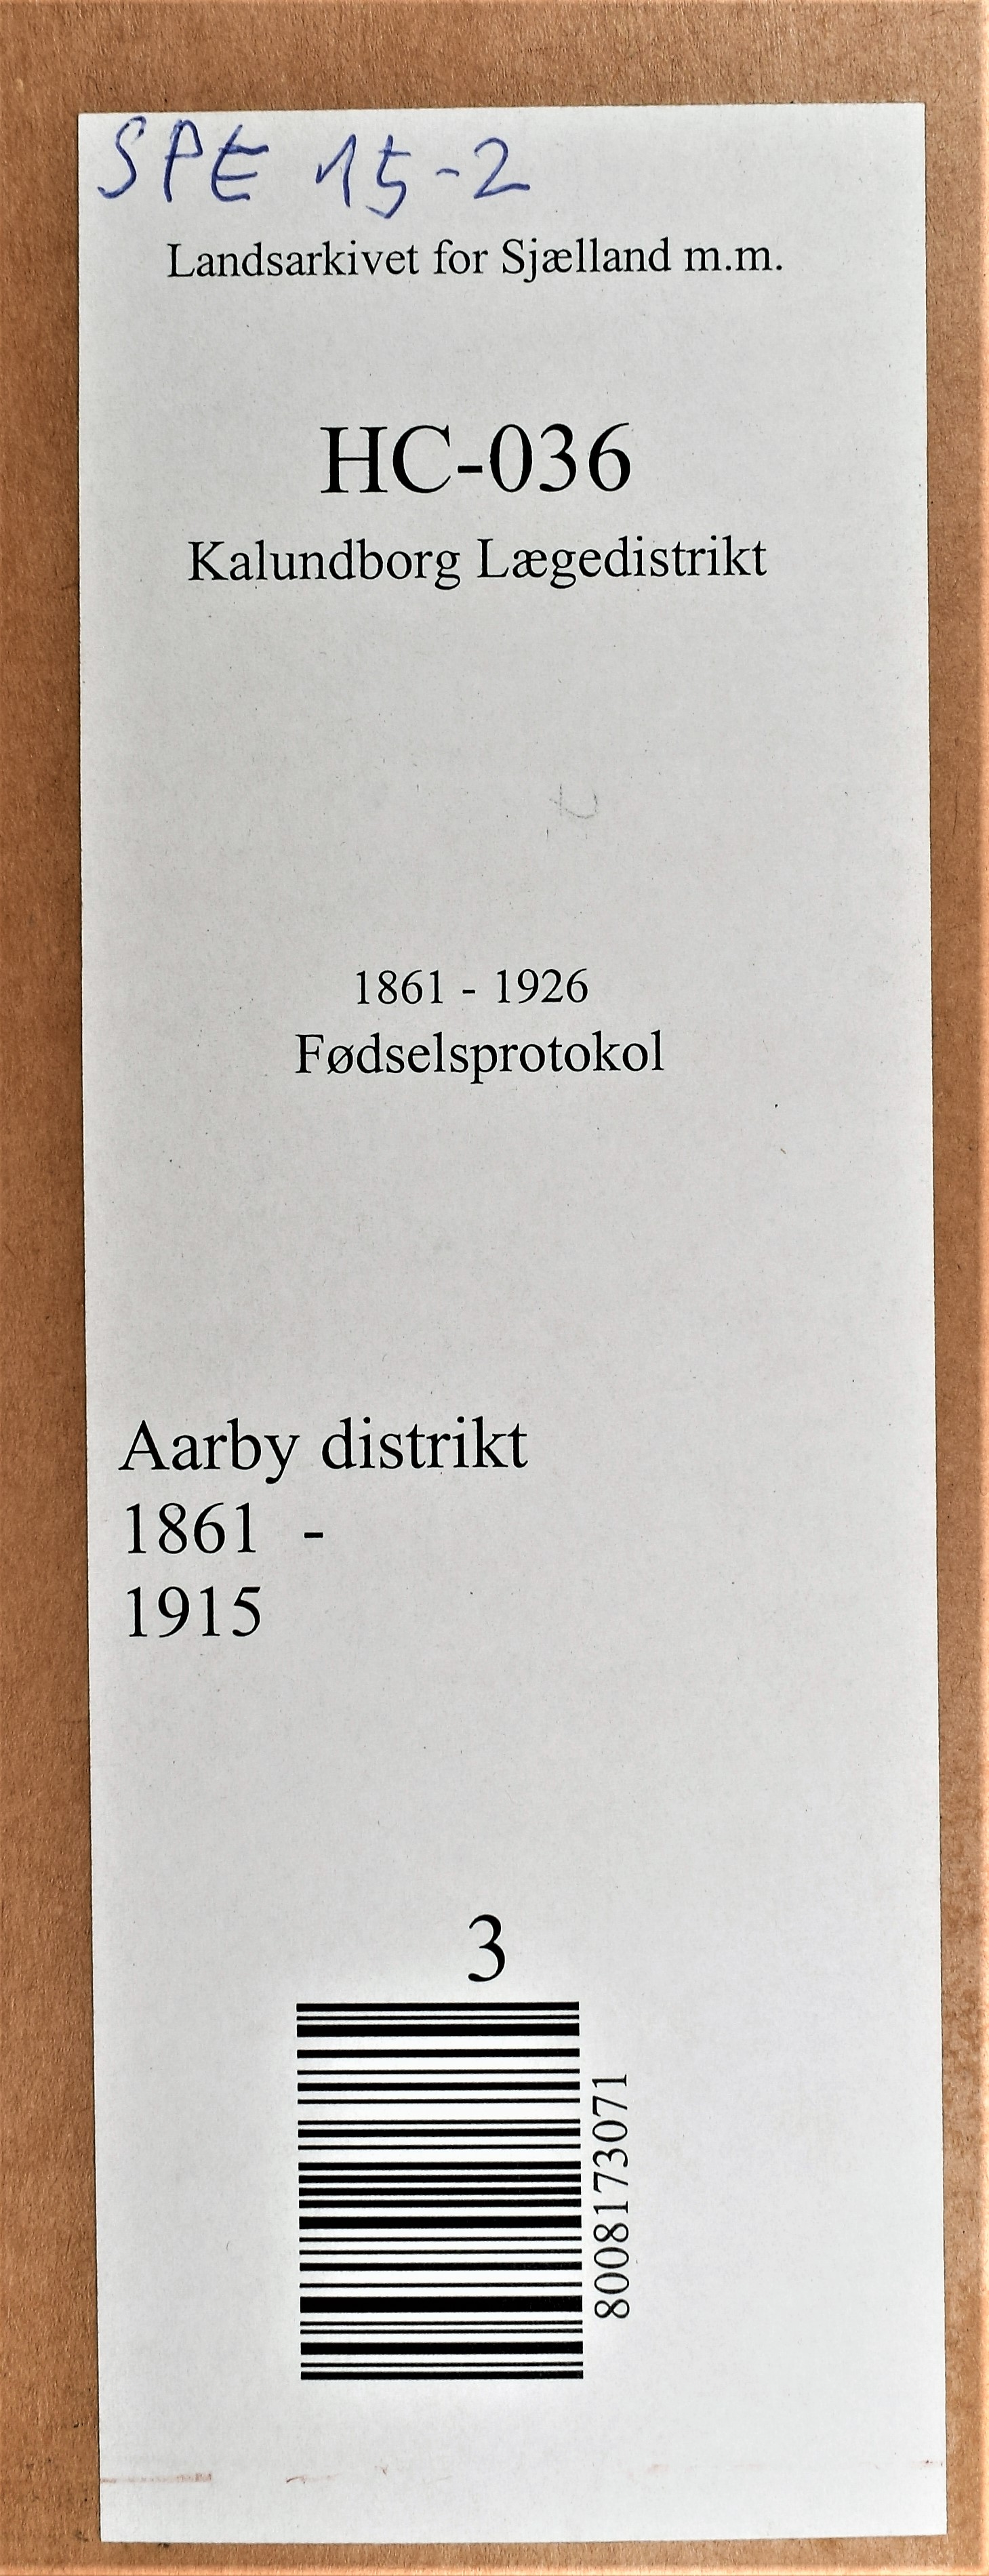 SPE 15-2
Landsarkivet for Sjælland m.m.
HC-036
Kalundborg Lægedistrikt
1861 - 1926
Fødselsprotokol
Aarby distrikt
1861 -
1915
3
8008173071